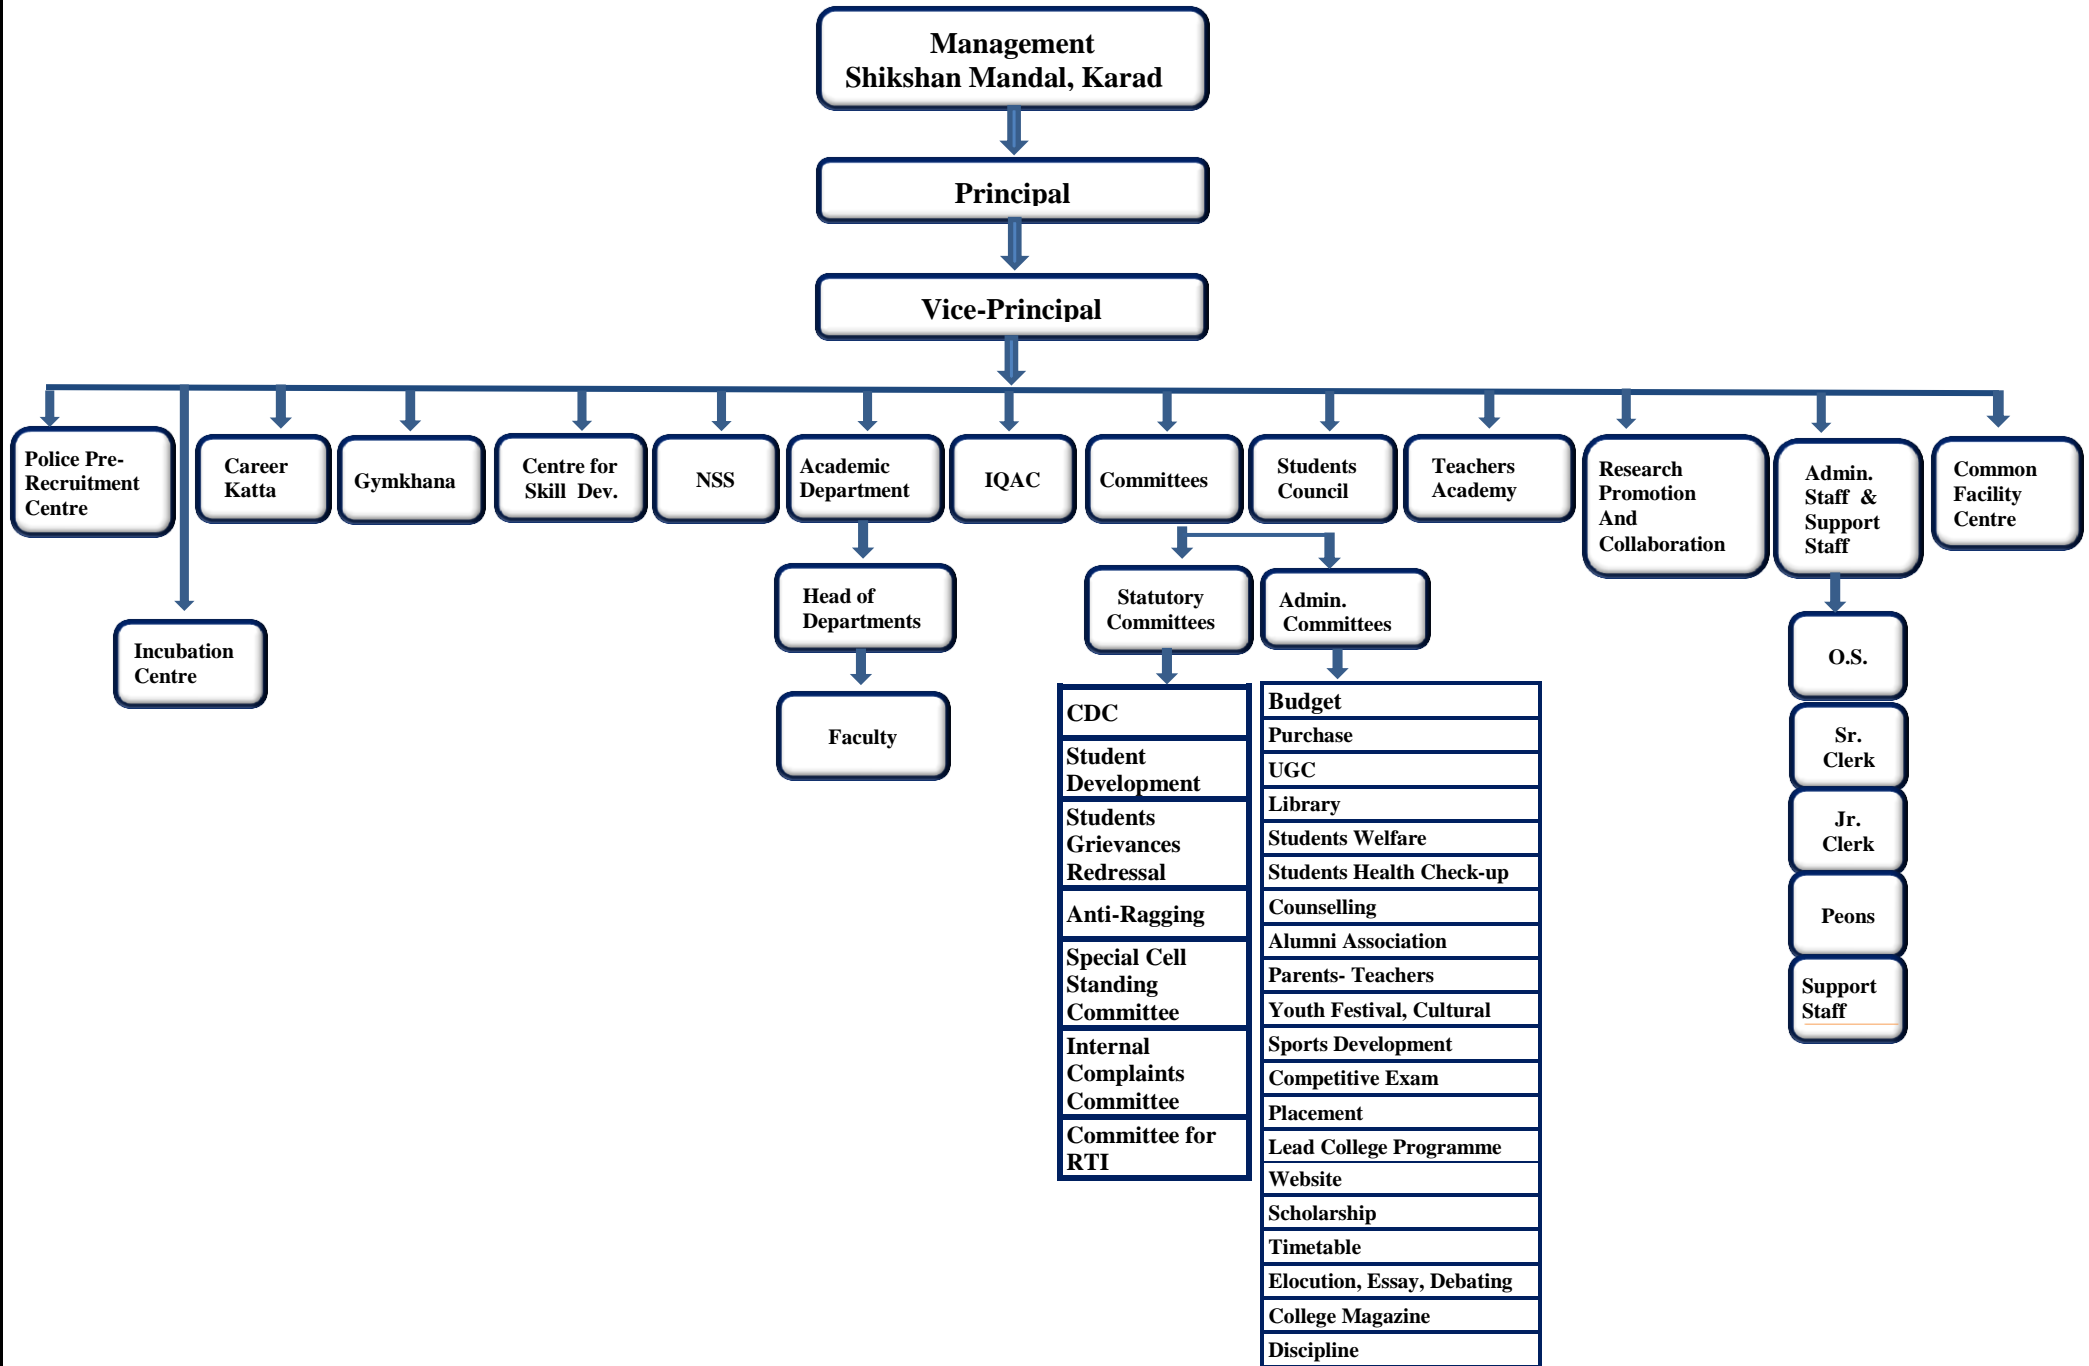 Management
Shikshan Mandal, Karad
Principal
Vice-Principal
Police Pre-
Recruitment
Centre
Career
Katta
Gymkhana
Centre for
Skill Dev.
NSS
Academic
Department
IQAC
Committees
Students
Council
Teachers
Academy
Research
Promotion
And
Collaboration
Admin.
Staff &
Support
Staff
Common
Facility
Centre
Incubation
Centre
Head of
Departments
Faculty
Statutory
Committees
Admin.
Committees
CDC
Student
Development
Students
Grievances
Redressal
Anti-Ragging
Special Cell
Standing
Committee
Internal
Complaints
Committee
Committee for
RTI
Budget
Purchase
UGC
Library
Students Welfare
Students Health Check-up
Counselling
Alumni Association
Parents- Teachers
Youth Festival, Cultural
Sports Development
Competitive Exam
Placement
Lead College Programme
Website
Scholarship
Timetable
Elocution, Essay, Debating
College Magazine
Discipline
O.S.
Sr.
Clerk
Jr.
Clerk
Peons
Support
Staff